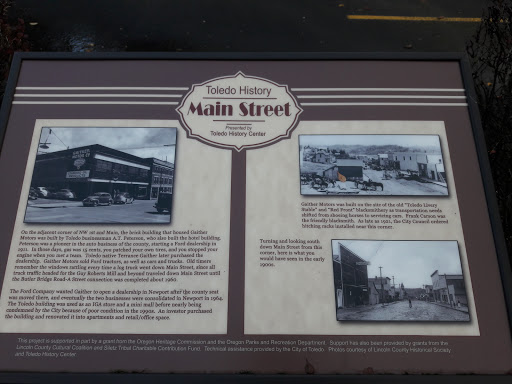 Toledo History
Main Street
Presented by
Toledo History Center
On the adjacent corner of NW 1st and Main, the hotel building that housed Gaither
Motors was built by Toledo businessman A.T. Peterson, who also built the hotel building.
Peterson was a pioneer in the auto business of the county, starting a Ford dealership in
1911. In those days, gas was 15 cents, you patched your own tires, and you stopped your
engine when you met a team. Toledo native Terrance Gaither later purchased the
dealership. Gaither Motors sold Ford tractors, as well as cars and trucks. Old timers
remember the windows rattling every time a log truck went down Main Street, since all
truck traffic headed for the Guy Roberts Mill and beyond traveled down Main Street until
the Butler Bridge Road-A Street connection was completed about 1960.
The Ford Company wanted Gaither to open a dealership in Newport after the county seat
was moved there, and eventually the two businesses were consolidated in Newport in 1964.
The Toledo building was used as an IGA store and a mini mall before nearly being
condemned by the City because of poor condition in the 1990s. An investor purchased
the building and renovated it into apartments and retail/office space.
Gaither Motors was built on the site of the old "Toledo Livery
Stable" and "Red Front" blacksmithery as transportation needs
shifted from shoeing horses to servicing cars. Frank Carson was
the friendly blacksmith. As late as 1921, the City Council ordered
hitching racks installed near this corner.
Turning and looking south
down Main Street from this
corner, here is what you
would have seen in the early
1900s.
This project is supported in part by a grant from the Oregon Heritage Commission and the Oregon Parks and Recreation Department. Support has also been provided by grants from the
Lincoln County Cultural Coalition and Siletz Tribal Charitable Contribution Fund. Technical assistance provided by the City of Toledo. Photos courtesy of Lincoln County Historical Society
and Toledo History Center.